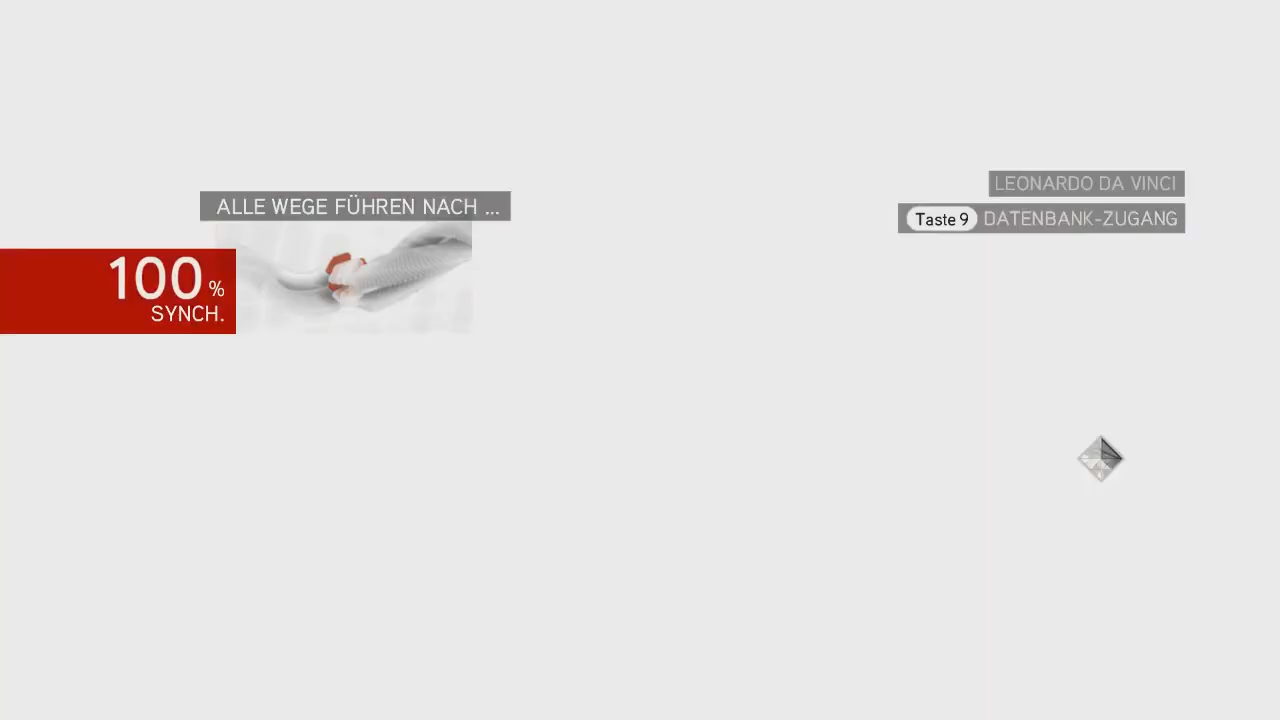 ALLE WEGE FÜHREN NACH ...
100 %
SYNCH.
LEONARDO DA VINCI
Taste 9 DATENBANK-ZUGANG